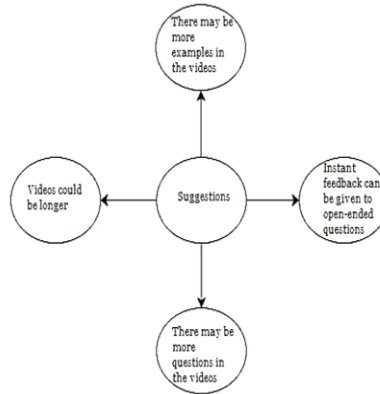 There may be
more
examples in
the videos
Videos could
be longer
Suggestions
Instant
feedback can
be given to
open-ended
questions
There may be
more
questions in
the videos